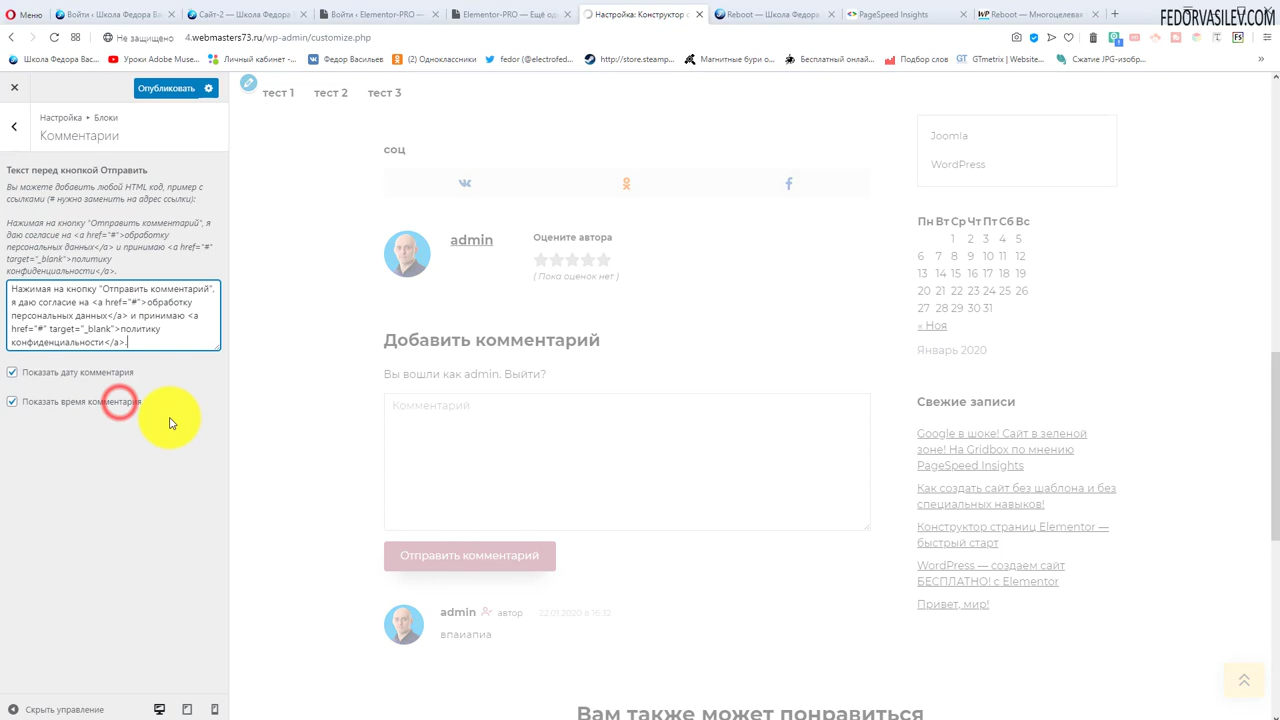 Меню
Школа Федора Ва
Сайт-2 — Школа Федо
Войти ‹ Elementor-PRO —
Elementor-PRO — Ещё од
Настройка: Конструктор с
Reboot — Школа Федора
PageSpeed Insights
Reboot — Многоцелевая
FEDORVASILEV.COM
Не защищено
4.webmasters73.ru/wp-admin/customize.php
Школа Федора Вас...
Уроки Adobe Muse...
Личный кабинет -...
Федор Васильев
(2) Одноклассники
fedor (@electrofed...
http://store.steamp...
Магнитные бури о...
Бесплатный онлай...
Подбор слов
GTmetrix | Website...
Сжатие JPG-изобр...
Опубликовать
Настройка ▸ Блоки
Комментарии
Текст перед кнопкой Отправить
Вы можете добавить любой HTML код, пример с
ссылками (# нужно заменить на адрес ссылки):
Нажимая на кнопку "Отправить комментарий", я
даю согласие на <a href="#">обработку
персональных данных</a> и принимаю <a href="#"
target="_blank">политику
конфиденциальности</a>.
Нажимая на кнопку "Отправить комментарий",
я даю согласие на <a href="#">обработку
персональных данных</a> и принимаю <a
href="#" target="_blank">политику
конфиденциальности</a>.
Показать дату комментария
Показать время комментария
Скрыть управление
тест 1
тест 2
тест 3
соц
admin
Оцените автора
( Пока оценок нет )
Добавить комментарий
Вы вошли как admin. Выйти?
Комментарий
Отправить комментарий
admin
автор
22.01.2020 в 16:32
впаиапиа
Вам также может понравиться
Joomla
WordPress
Пн Вт Ср Чт Пт Сб Вс
1 2 3 4 5
6 7 8 9 10 11 12
13 14 15 16 17 18 19
20 21 22 23 24 25 26
27 28 29 30 31
« Ноя
Январь 2020
Свежие записи
Google в шоке! Сайт в зеленой
зоне! На Gridbox по мнению
PageSpeed Insights
Как создать сайт без шаблона и без
специальных навыков!
Конструктор страниц Elementor —
быстрый старт
WordPress — создаем сайт
БЕСПЛАТНО! с Elementor
Привет, мир!